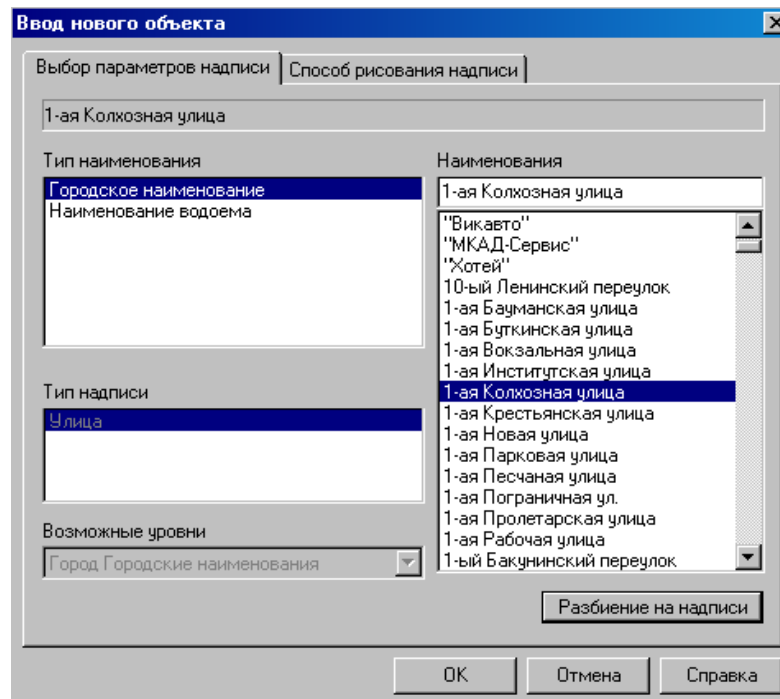 Ввод нового объекта
Выбор параметров надписи
Способ рисования надписи
1-ая Колхозная улица
Тип наименования
Городское наименование
Наименование водоема
Тип надписи
Улица
Возможные уровни
Город Городские наименования
Наименования
1-ая Колхозная улица
"Викавто"
"МКАД-Сервис"
"Хотей"
10-ый Ленинский переулок
1-ая Бауманская улица
1-ая Буткинская улица
1-ая Вокзальная улица
1-ая Институтская улица
1-ая Колхозная улица
1-ая Крестьянская улица
1-ая Новая улица
1-ая Парковая улица
1-ая Песчаная улица
1-ая Пограничная ул.
1-ая Пролетарская улица
1-ая Рабочая улица
1-ый Бакунинский переулок
Разбиение на надписи
ОК
Отмена
Справка